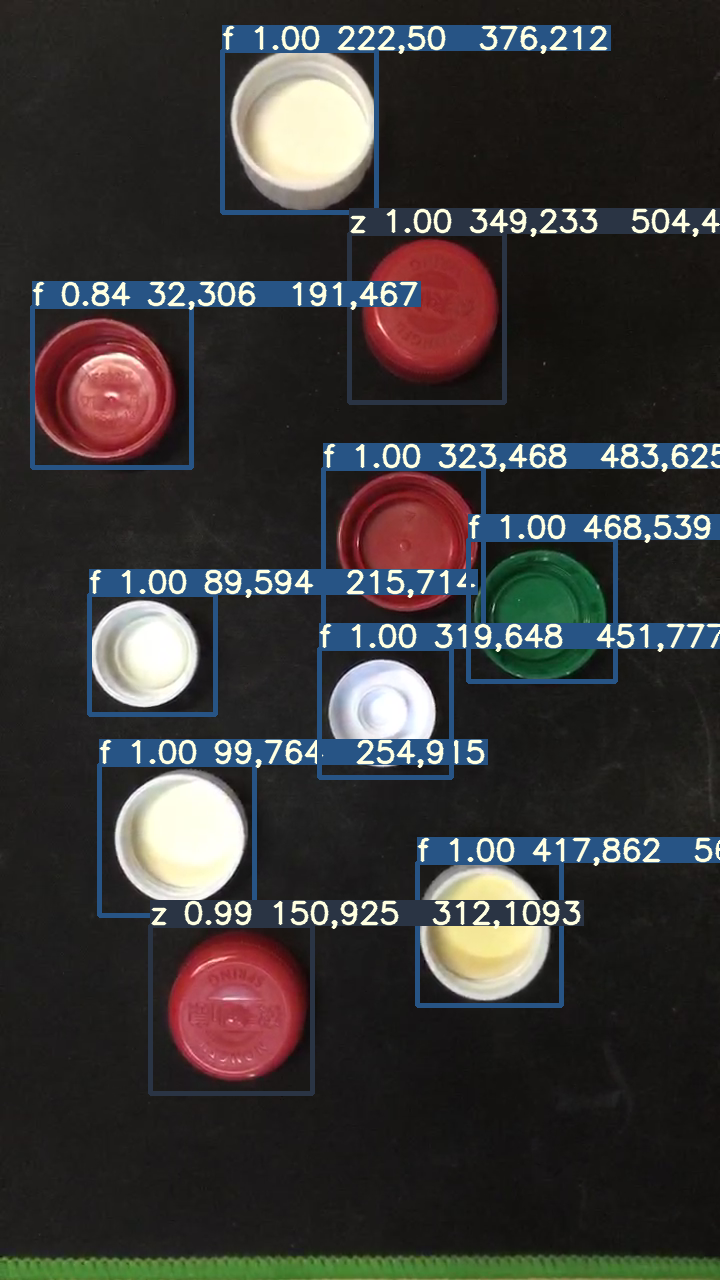 f 1.00 222,50 376,212
z 1.00 349,233 504,4
f 0.84 32,306 191,467
f 1.00 323,468 483,625
f 1.00 468,539
f 1.00 89,594 215,714
f 1.00 319,648 451,777
f 1.00 99,764 254,915
f 1.00 417,862 56
z 0.99 150,925 312,1093
SPRING